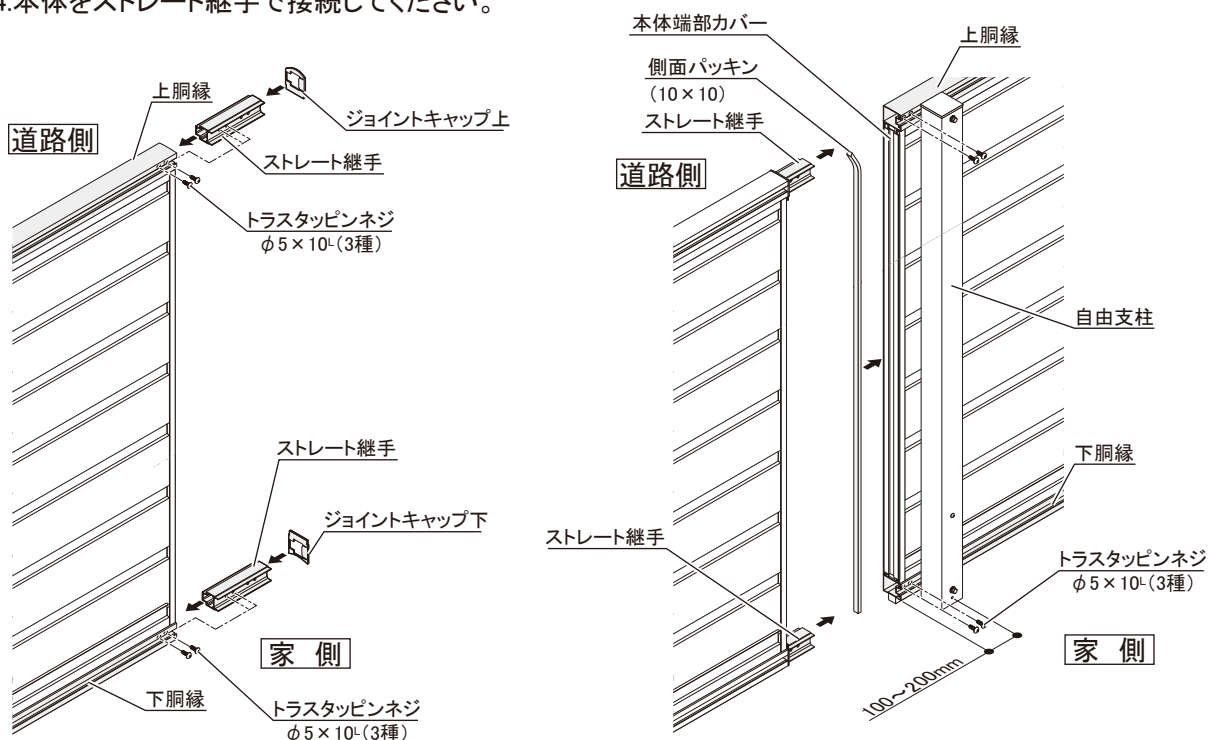 4.本体をストレート継手で接続してください。
上胴縁
道路側
ジョイントキャップ上
ストレート継手
トラスタッピンネジ
φ5×10L(3種)
ストレート継手
ジョイントキャップ下
家 側
下胴縁
トラスタッピンネジ
φ5×10L(3種)
本体端部カバー
上胴縁
側面パッキン
(10×10)
ストレート継手
道路側
自由支柱
下胴縁
ストレート継手
トラスタッピンネジ
φ5×10L(3種)
家 側
100~200mm